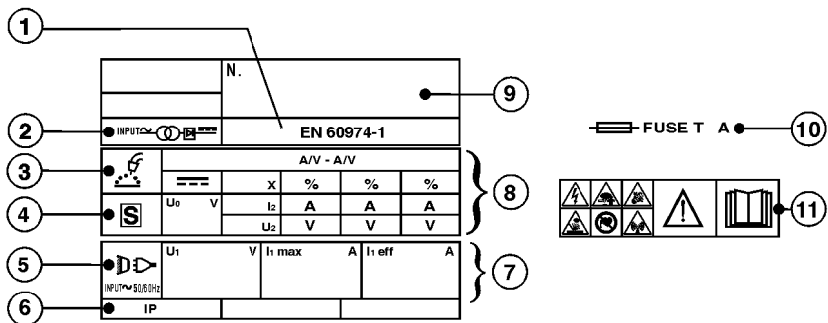 1
N.
9
2
INPUT
EN 60974-1
FUSE T A
10
3
A/V - A/V
X % % %
8
4
S
U0 V
I2 A A A
U2 V V V
11
5
U1 V
I1 max A
I1 eff A
7
INPUT ~ 50/60Hz
6
IP